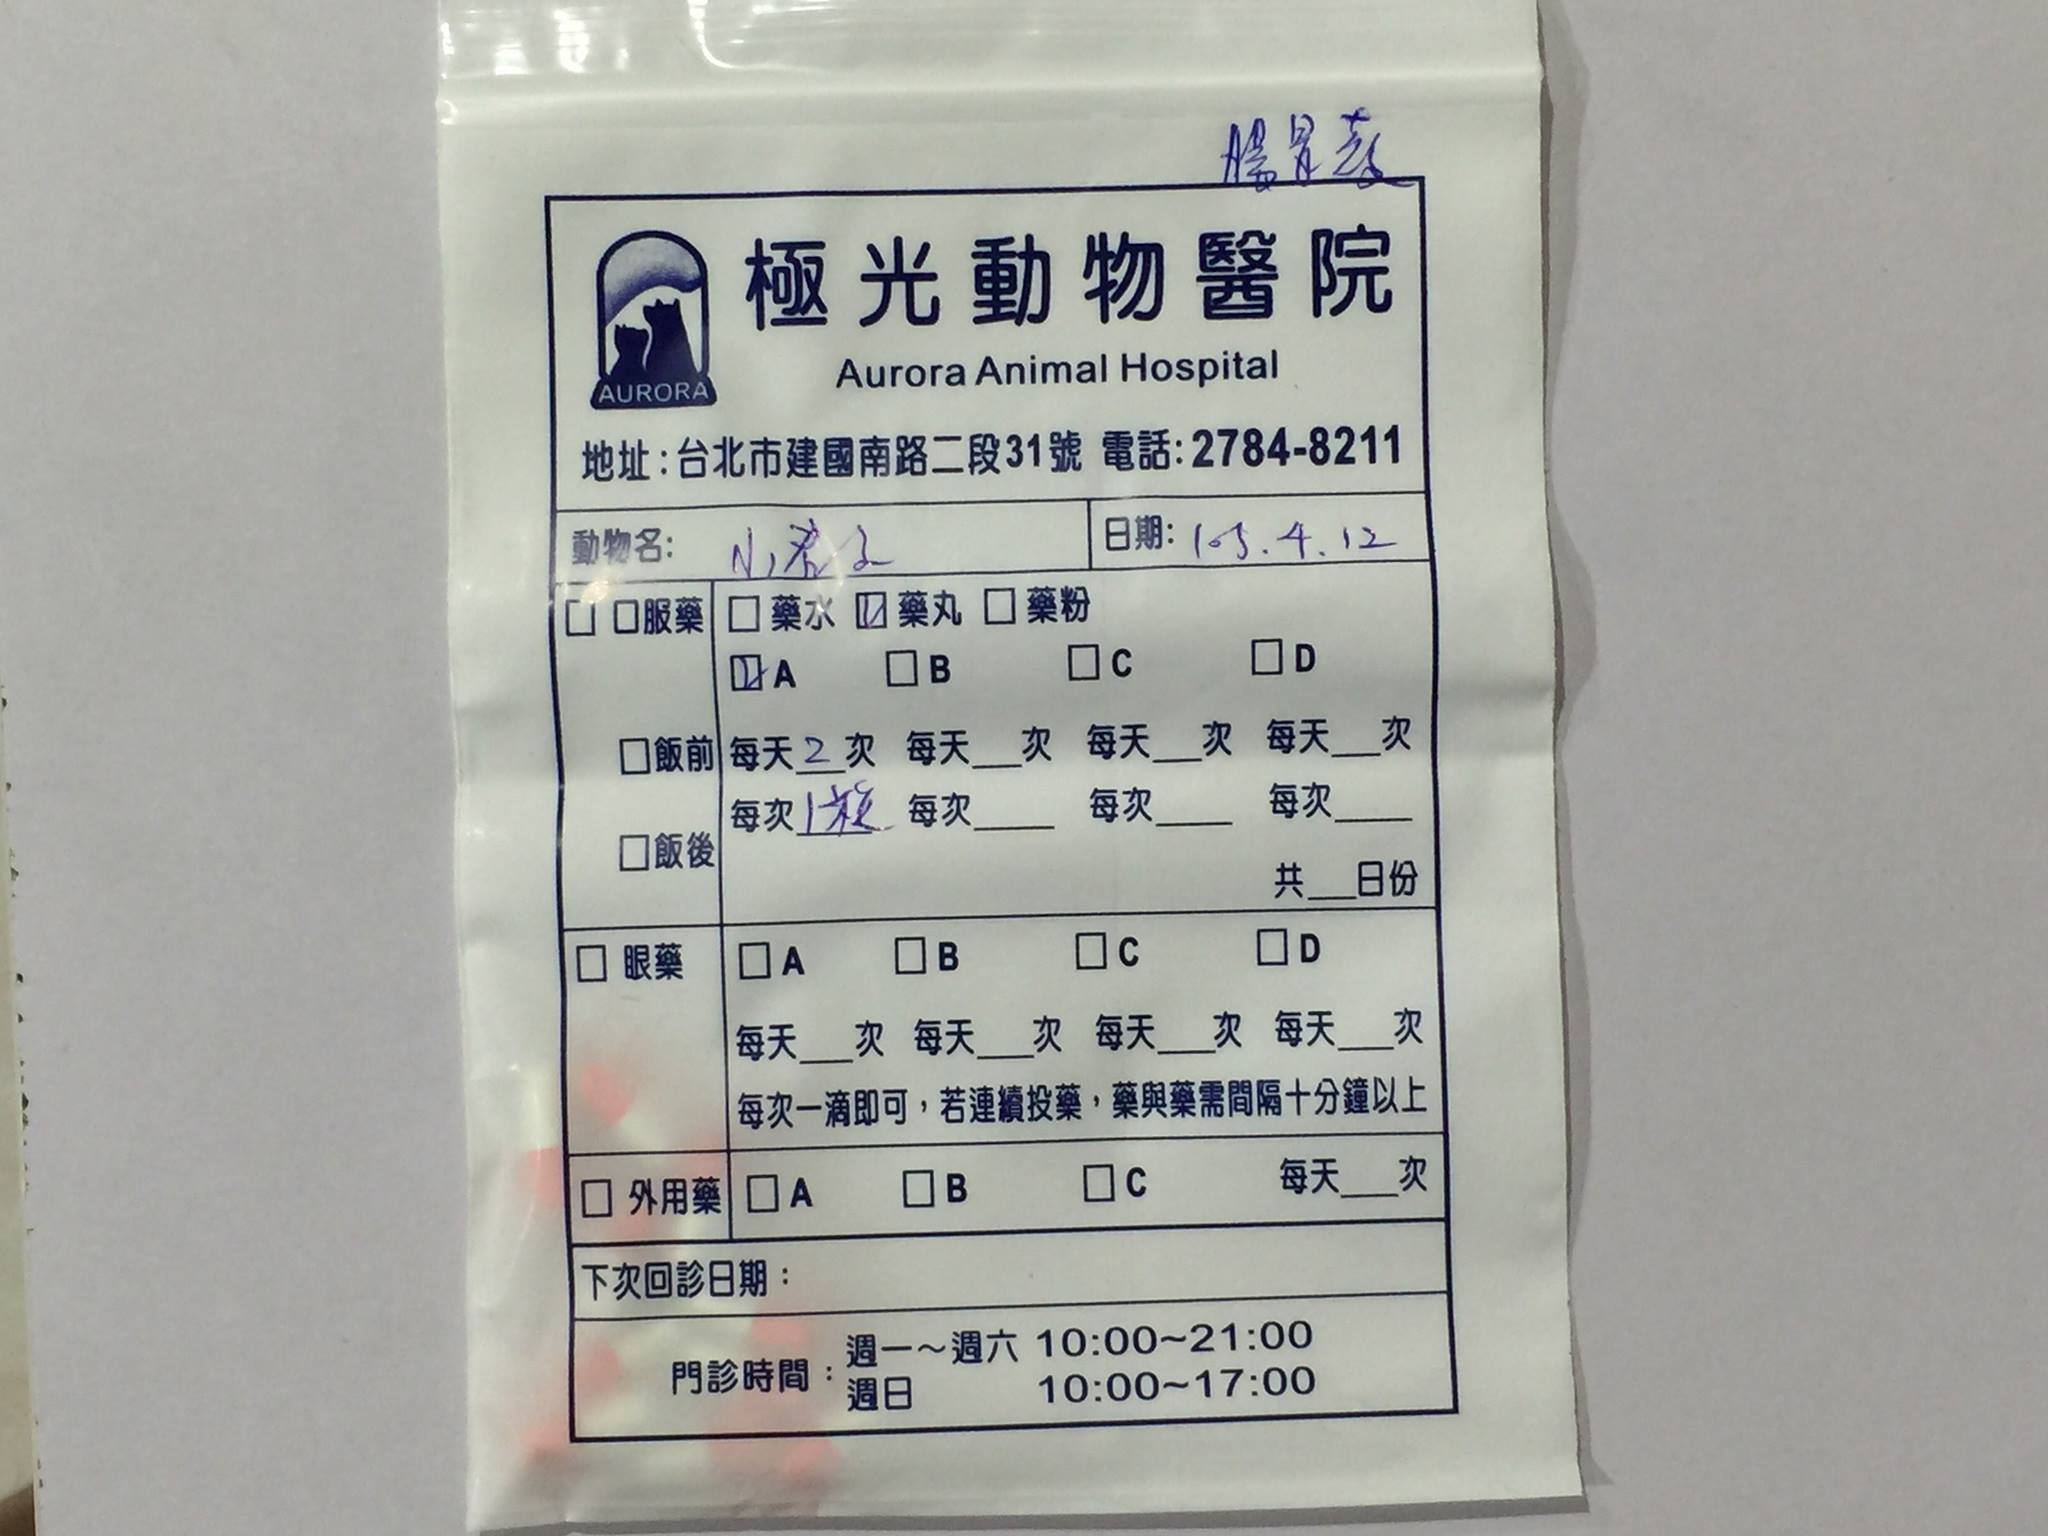 腸胃藥
極光動物醫院
AURORA
Aurora Animal Hospital
地址:台北市建國南路二段31號 電話:2784-8211
動物名: 小君子 日期: 105.4.12
□ □服藥 □ 藥水 ☑ 藥丸 □ 藥粉
☑ A □ B □ C □ D
□飯前 每天2次 每天__次 每天__次 每天__次
每次1顆 每次___ 每次___ 每次___
□飯後
共__日份
□ 眼藥 □ A □ B □ C □ D
每天__次 每天__次 每天__次 每天__次
每次一滴即可，若連續投藥，藥與藥需間隔十分鐘以上
□ 外用藥 □ A □ B □ C 每天__次
下次回診日期：
門診時間：週一～週六 10:00~21:00
週日 10:00~17:00